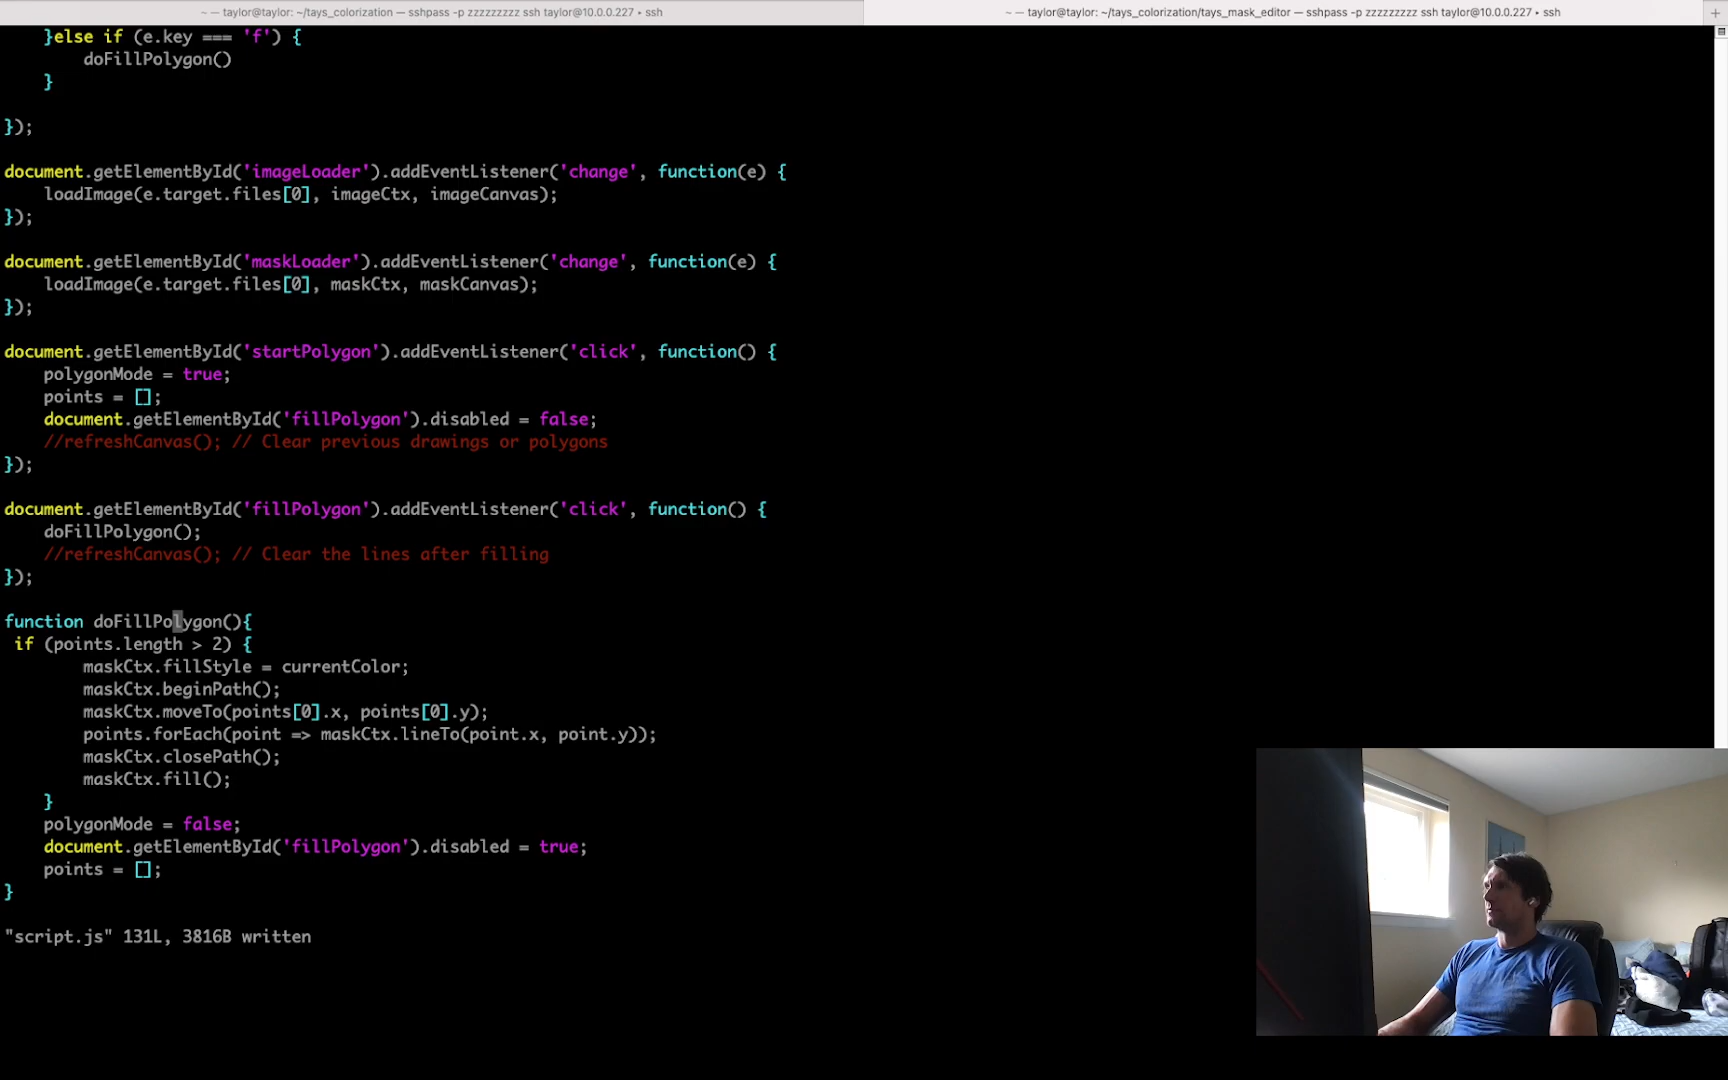 ~ — taylor@taylor: ~/tays_colorization — sshpass -p zzzzzzzzz ssh taylor@10.0.0.227 • ssh
~ — taylor@taylor: ~/tays_colorization/tays_mask_editor — sshpass -p zzzzzzzzz ssh taylor@10.0.0.227 • ssh
    }else if (e.key === 'f') {
        doFillPolygon()
    }
});
document.getElementById('imageLoader').addEventListener('change', function(e) {
    loadImage(e.target.files[0], imageCtx, imageCanvas);
});
document.getElementById('maskLoader').addEventListener('change', function(e) {
    loadImage(e.target.files[0], maskCtx, maskCanvas);
});
document.getElementById('startPolygon').addEventListener('click', function() {
    polygonMode = true;
    points = [];
    document.getElementById('fillPolygon').disabled = false;
    //refreshCanvas(); // Clear previous drawings or polygons
});
document.getElementById('fillPolygon').addEventListener('click', function() {
    doFillPolygon();
    //refreshCanvas(); // Clear the lines after filling
});
function doFillPolygon(){
 if (points.length > 2) {
        maskCtx.fillStyle = currentColor;
        maskCtx.beginPath();
        maskCtx.moveTo(points[0].x, points[0].y);
        points.forEach(point => maskCtx.lineTo(point.x, point.y));
        maskCtx.closePath();
        maskCtx.fill();
    }
    polygonMode = false;
    document.getElementById('fillPolygon').disabled = true;
    points = [];
}
"script.js" 131L, 3816B written